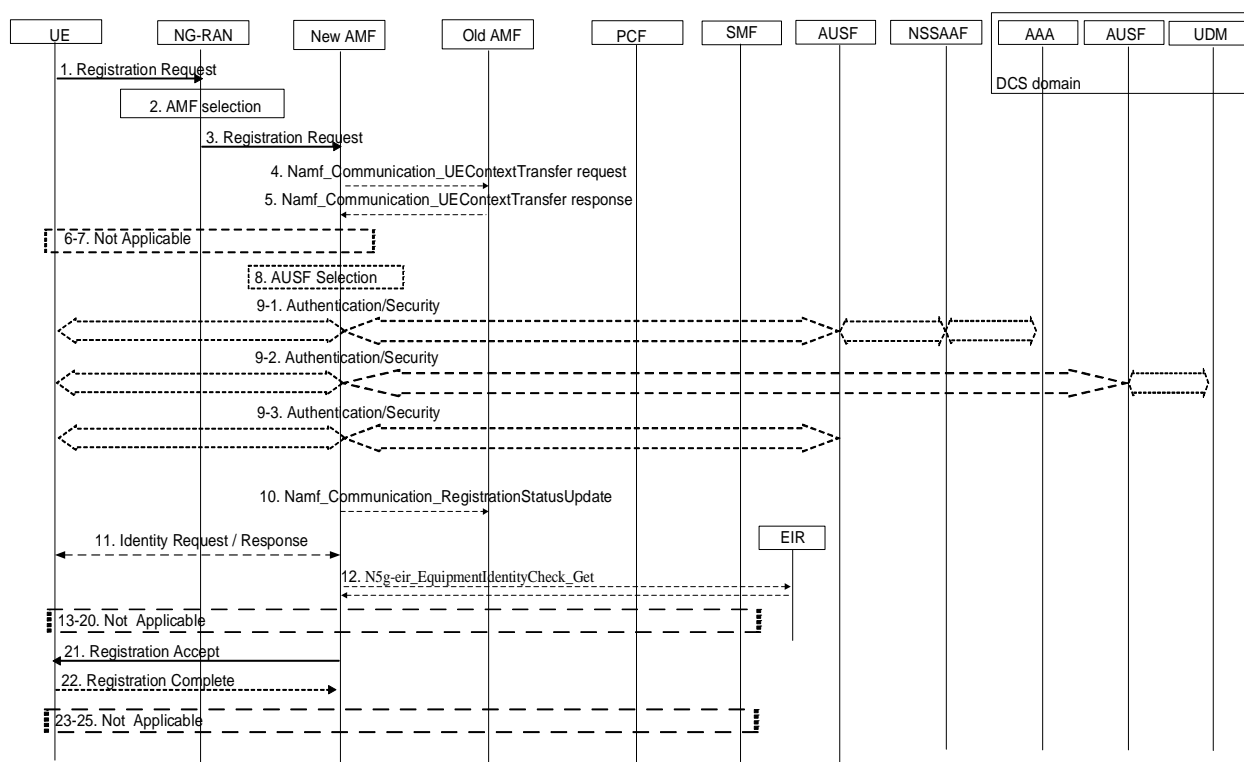 UE
NG-RAN
New AMF
Old AMF
PCF
SMF
AUSF
NSSAAF
AAA
AUSF
UDM
DCS domain
1. Registration Request
2. AMF selection
3. Registration Request
4. Namf_Communication_UEContextTransfer request
5. Namf_Communication_UEContextTransfer response
6-7. Not Applicable
8. AUSF Selection
9-1. Authentication/Security
9-2. Authentication/Security
9-3. Authentication/Security
10. Namf_Communication_RegistrationStatusUpdate
11. Identity Request / Response
EIR
12. N5g-eir_EquipmentIdentityCheck_Get
13-20. Not Applicable
21. Registration Accept
22. Registration Complete
23-25. Not Applicable